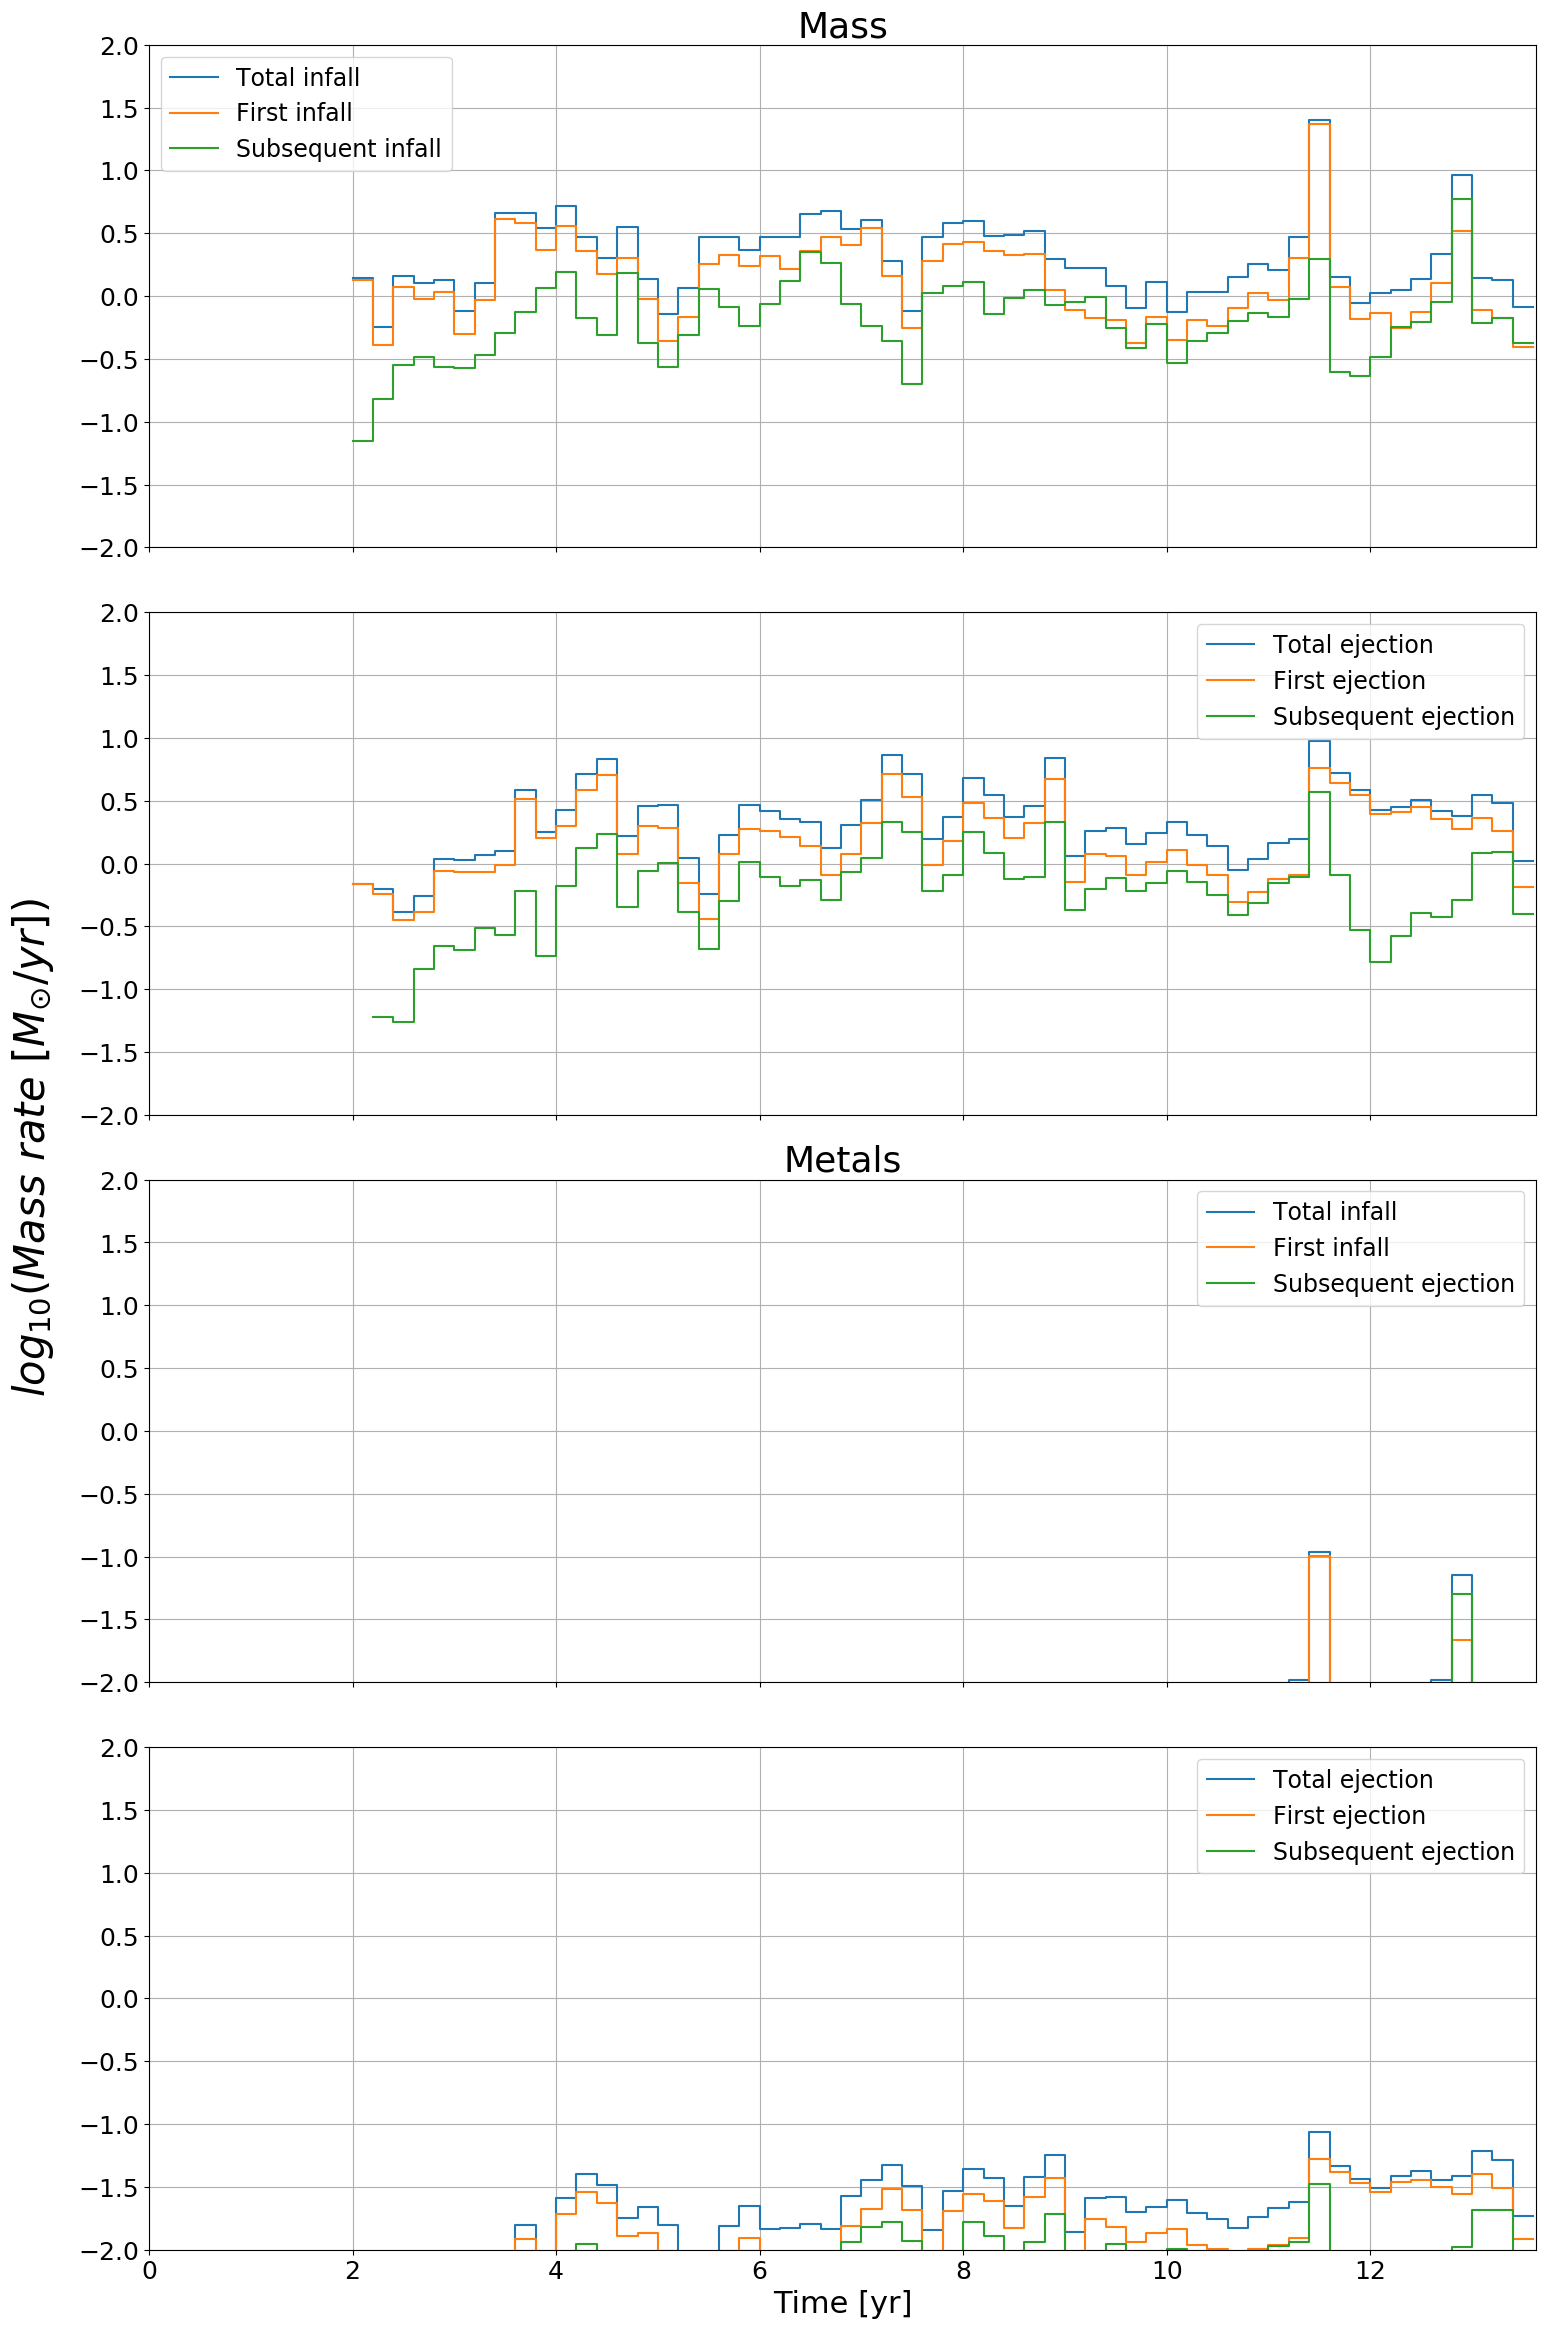 Mass
2.0
1.5
1.0
0.5
0.0
−0.5
−1.0
−1.5
−2.0
Total infall
First infall
Subsequent infall
2.0
1.5
1.0
0.5
0.0
−0.5
−1.0
−1.5
−2.0
Total ejection
First ejection
Subsequent ejection
log₁₀(Mass rate [M⊙/yr])
Metals
2.0
1.5
1.0
0.5
0.0
−0.5
−1.0
−1.5
−2.0
Total infall
First infall
Subsequent ejection
2.0
1.5
1.0
0.5
0.0
−0.5
−1.0
−1.5
−2.0
Total ejection
First ejection
Subsequent ejection
0 2 4 6 8 10 12
Time [yr]